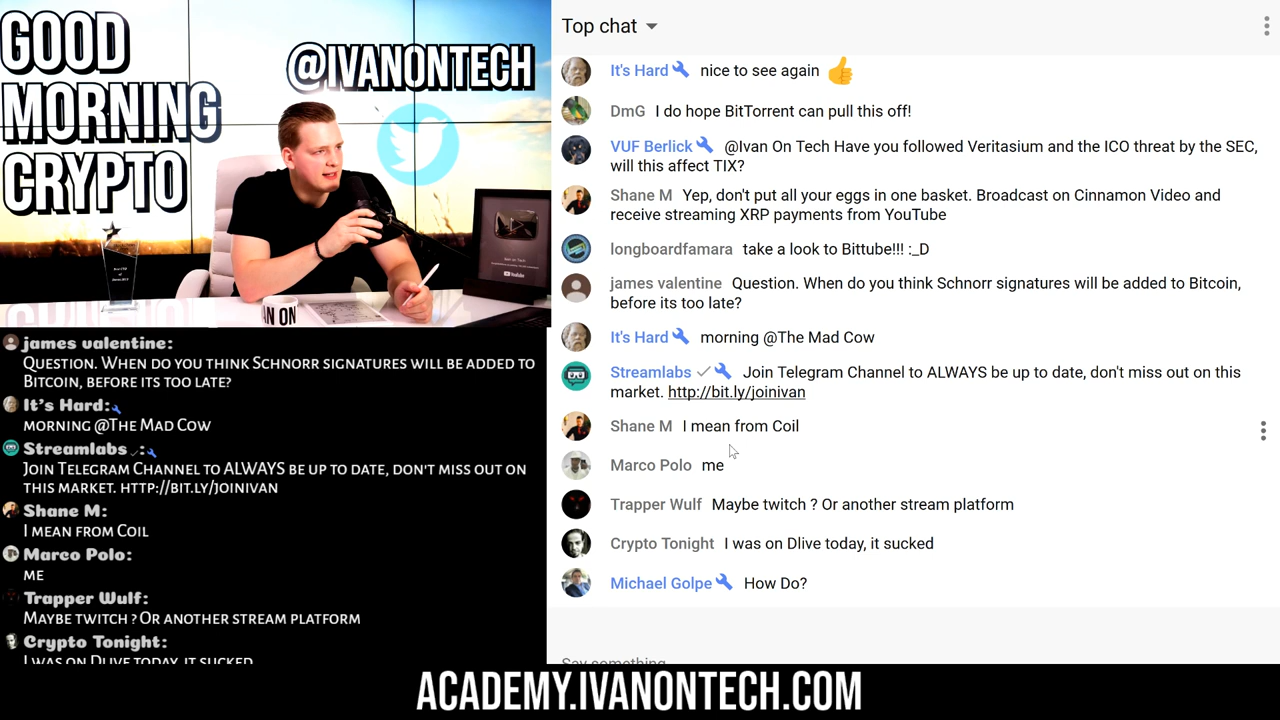 GOOD
MORNING
CRYPTO
@IVANONTECH
YouTube
AN ON
james valentine:
Question. When do you think Schnorr signatures will be added to
Bitcoin, before its too late?
It's Hard:
morning @The Mad Cow
Streamlabs :
Join Telegram Channel to ALWAYS be up to date, don't miss out on
this market. http://bit.ly/joinivan
Shane M:
I mean from Coil
Marco Polo:
me
Trapper Wulf:
Maybe twitch ? Or another stream platform
Crypto Tonight:
I was on Dlive today, it sucked
Top chat
It's Hard nice to see again 👍
DmG I do hope BitTorrent can pull this off!
VUF Berlick @Ivan On Tech Have you followed Veritasium and the ICO threat by the SEC,
will this affect TIX?
Shane M Yep, don't put all your eggs in one basket. Broadcast on Cinnamon Video and
receive streaming XRP payments from YouTube
longboardfamara take a look to Bittube!!! :_D
james valentine Question. When do you think Schnorr signatures will be added to Bitcoin,
before its too late?
It's Hard morning @The Mad Cow
Streamlabs Join Telegram Channel to ALWAYS be up to date, don't miss out on this
market. http://bit.ly/joinivan
Shane M I mean from Coil
Marco Polo me
Trapper Wulf Maybe twitch ? Or another stream platform
Crypto Tonight I was on Dlive today, it sucked
Michael Golpe How Do?
Say something
ACADEMY.IVANONTECH.COM